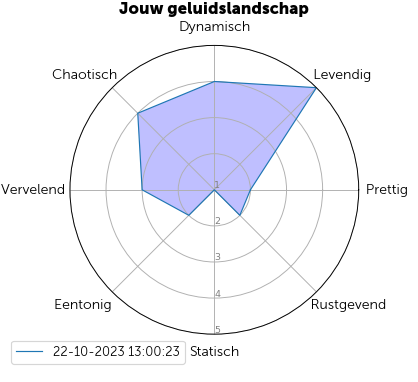 Jouw geluidslandschap
Dynamisch
Chaotisch
Levendig
Vervelend
1
Prettig
2
3
Eentonig
4
Rustgevend
5
22-10-2023 13:00:23
Statisch